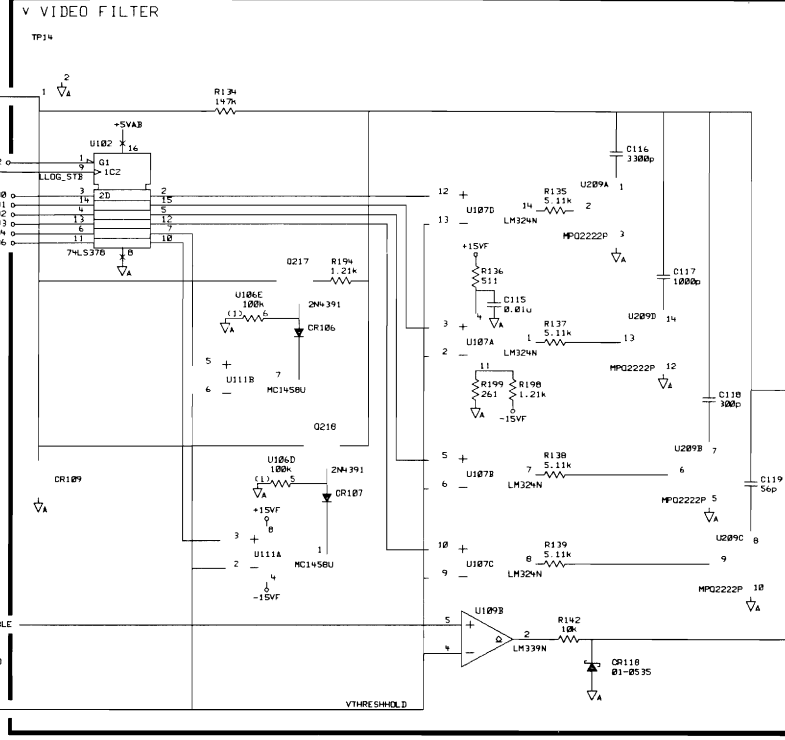 V VIDEO FILTER
TP14
2
1
A
R134
147k
+5VAB
U102
16
1
G1
9
1CZ
LLOG_STB
3
2D
2
14
15
4
5
13
12
6
7
11
10
74LS378
8
A
C116
3300p
U209A
1
2
MPQ2222P
3
A
12
+
13
-
U107D
14
R135
5.11k
LM324N
+15VF
R136
511
C115
0.01u
4
A
C117
1000p
U209D
14
13
MPQ2222P
12
A
Q217
R194
1.21k
U106E
100k
(1)
6
A
2N4391
CR106
5
+
U111B
6
-
7
MC1458U
3
+
U107A
2
-
1
R137
5.11k
LM324N
11
R199
261
R198
1.21k
A
-15VF
C118
300p
U209B
7
6
MPQ2222P
5
A
Q218
U106D
100k
(1)
5
A
2N4391
CR107
CR109
A
+15VF
8
3
+
U111A
2
-
1
MC1458U
4
-15VF
5
+
U107B
6
-
7
R138
5.11k
LM324N
C119
56p
U209C
8
9
MPQ2222P
10
A
10
+
U107C
9
-
8
R139
5.11k
LM324N
LE
U109B
5
+
4
-
2
LM339N
R142
10k
CR118
01-0535
A
VTHRESHHOLD